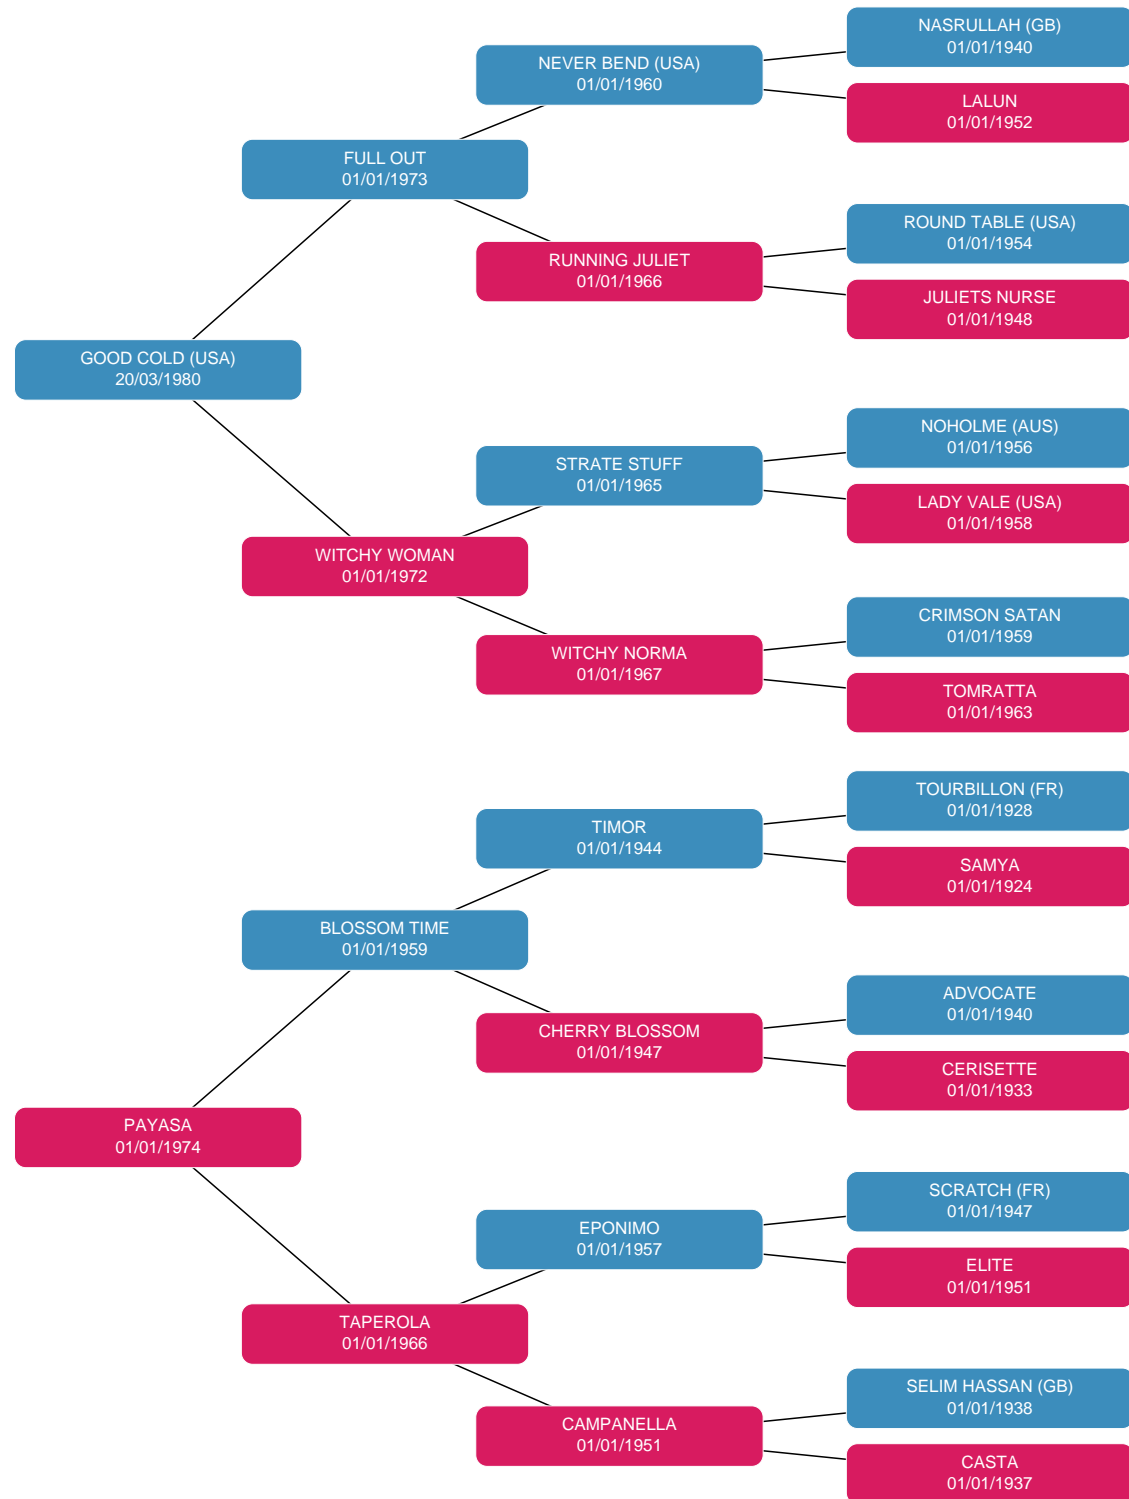 NASRULLAH (GB)
01/01/1940
NEVER BEND (USA)
01/01/1960
LALUN
01/01/1952
FULL OUT
01/01/1973
ROUND TABLE (USA)
01/01/1954
RUNNING JULIET
01/01/1966
JULIETS NURSE
01/01/1948
GOOD COLD (USA)
20/03/1980
NOHOLME (AUS)
01/01/1956
STRATE STUFF
01/01/1965
LADY VALE (USA)
01/01/1958
WITCHY WOMAN
01/01/1972
CRIMSON SATAN
01/01/1959
WITCHY NORMA
01/01/1967
TOMRATTA
01/01/1963
TOURBILLON (FR)
01/01/1928
TIMOR
01/01/1944
SAMYA
01/01/1924
BLOSSOM TIME
01/01/1959
ADVOCATE
01/01/1940
CHERRY BLOSSOM
01/01/1947
CERISETTE
01/01/1933
PAYASA
01/01/1974
SCRATCH (FR)
01/01/1947
EPONIMO
01/01/1957
ELITE
01/01/1951
TAPEROLA
01/01/1966
SELIM HASSAN (GB)
01/01/1938
CAMPANELLA
01/01/1951
CASTA
01/01/1937